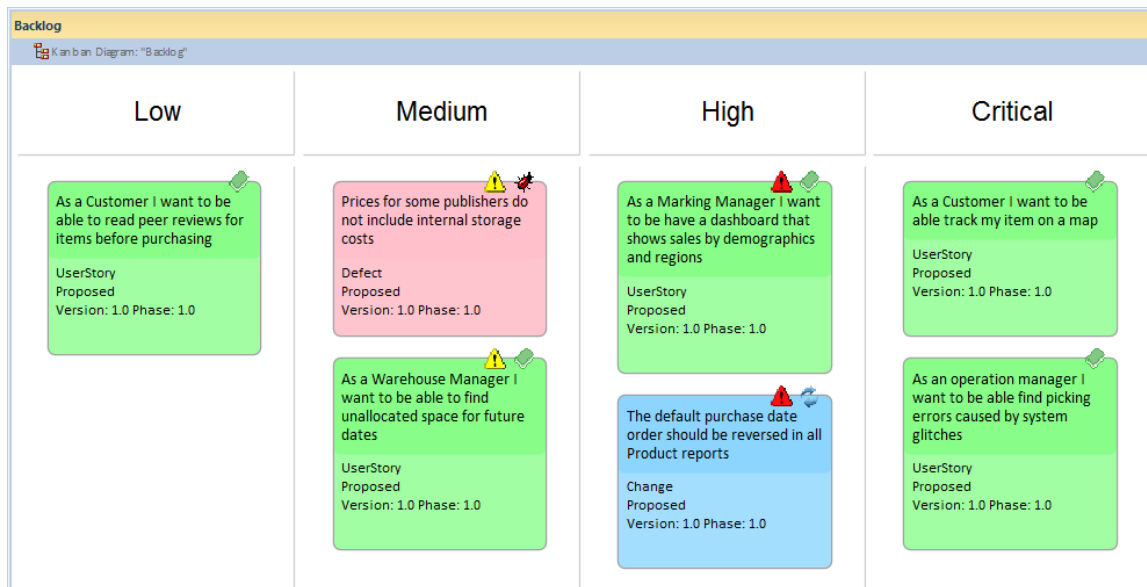 Backlog
Kanban Diagram: "Backlog"
Low
Medium
High
Critical
As a Customer I want to be
able to read peer reviews for
items before purchasing
UserStory
Proposed
Version: 1.0 Phase: 1.0
Prices for some publishers do
not include internal storage
costs
Defect
Proposed
Version: 1.0 Phase: 1.0
As a Warehouse Manager I
want to be able to find
unallocated space for future
dates
UserStory
Proposed
Version: 1.0 Phase: 1.0
As a Marking Manager I want
to be have a dashboard that
shows sales by demographics
and regions
UserStory
Proposed
Version: 1.0 Phase: 1.0
The default purchase date
order should be reversed in all
Product reports
Change
Proposed
Version: 1.0 Phase: 1.0
As a Customer I want to be
able track my item on a map
UserStory
Proposed
Version: 1.0 Phase: 1.0
As an operation manager I
want to be able find picking
errors caused by system
glitches
UserStory
Proposed
Version: 1.0 Phase: 1.0